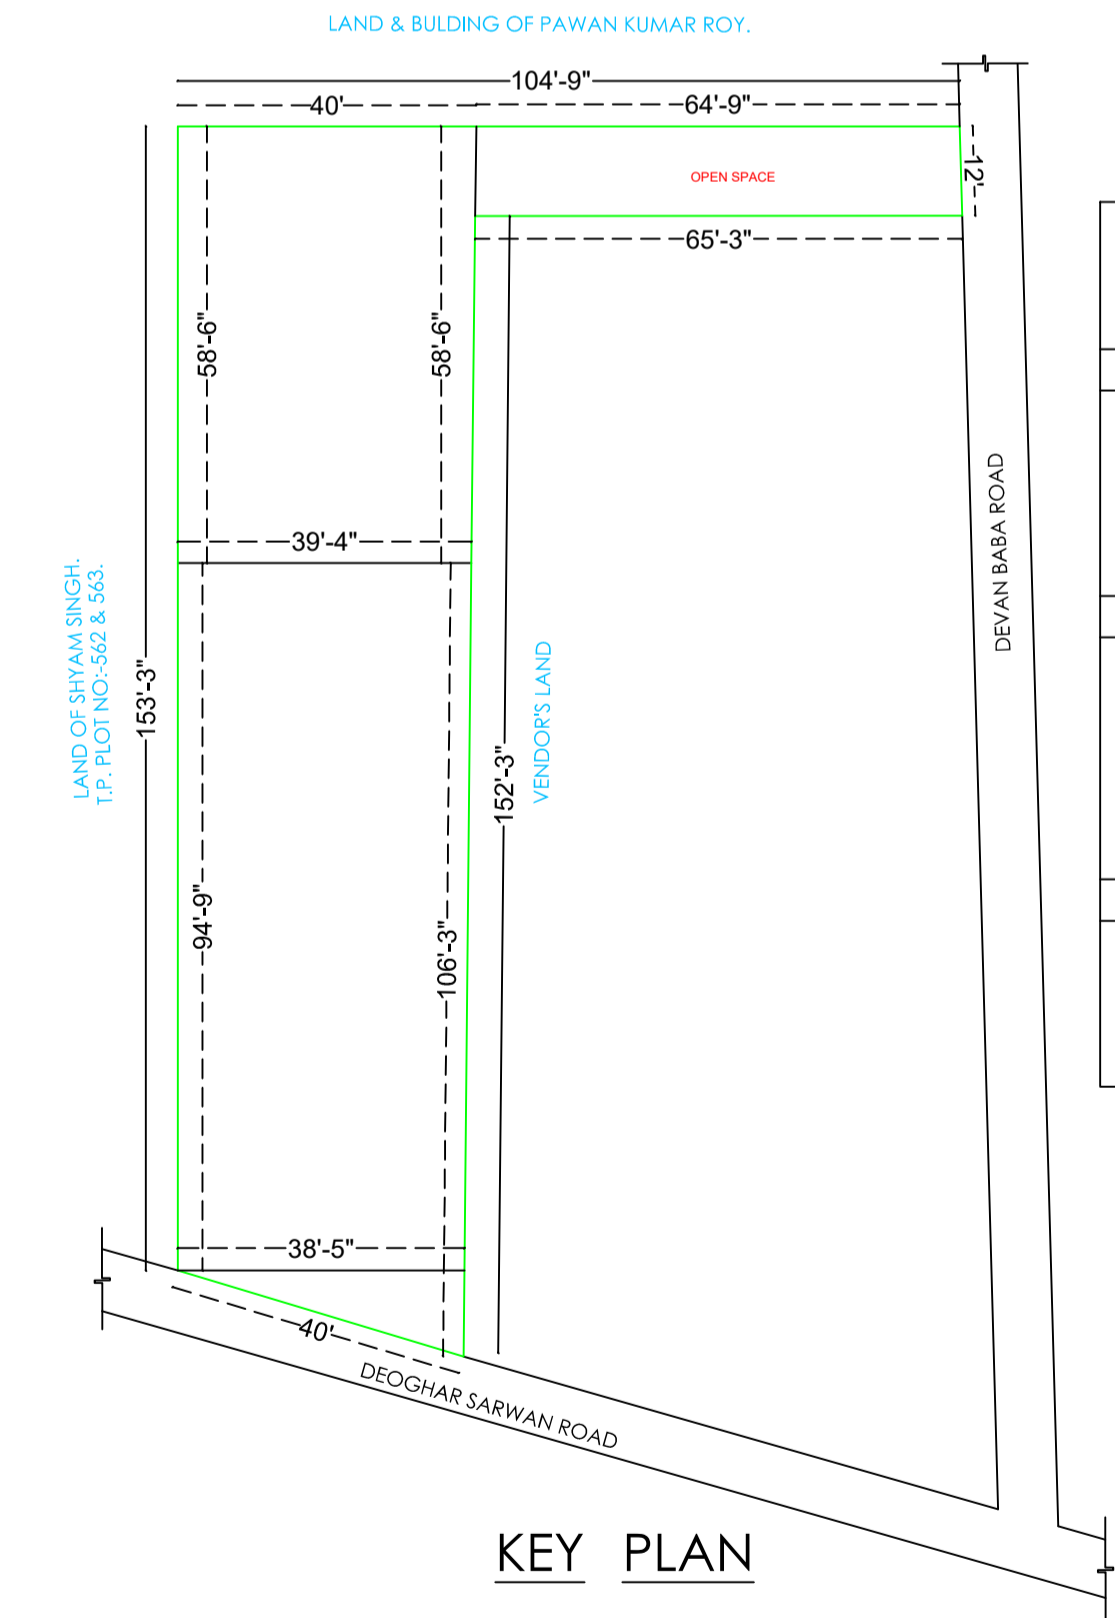 LAND & BULDING OF PAWAN KUMAR ROY.
104'-9"
40'
64'-9"
12'
OPEN SPACE
65'-3"
58'-6"
58'-6"
39'-4"
DEVAN BABA ROAD
LAND OF SHYAM SINGH.
T.P. PLOT NO:-562 & 563.
153'-3"
VENDOR'S LAND
152'-3"
94'-9"
106'-3"
38'-5"
40'
DEOGHAR SARWAN ROAD
KEY PLAN